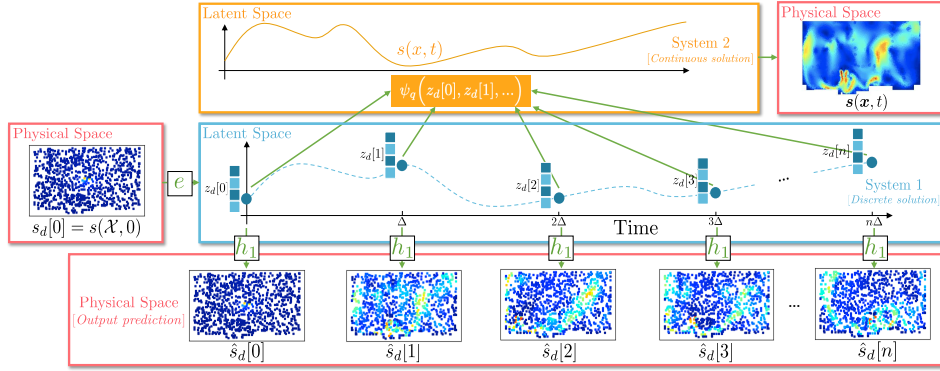 Latent Space
s(x, t)
System 2
[Continuous solution]
ψ_q(z_d[0], z_d[1], ...)
Physical Space
s(x, t)
Physical Space
s_d[0] = s(𝒳, 0)
e
Latent Space
z_d[0]
z_d[1]
z_d[2]
z_d[3]
...
z_d[n]
System 1
[Discrete solution]
Δ
2Δ
Time
3Δ
nΔ
h_1
h_1
h_1
h_1
h_1
Physical Space
[Output prediction]
...
ŝ_d[0]
ŝ_d[1]
ŝ_d[2]
ŝ_d[3]
ŝ_d[n]